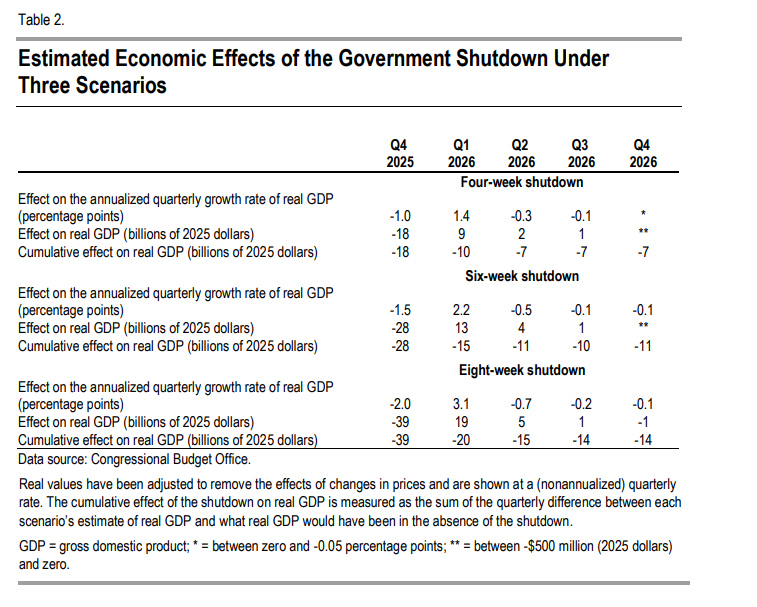 Table 2.
Estimated Economic Effects of the Government Shutdown Under
Three Scenarios
Q4 Q1 Q2 Q3 Q4
2025 2026 2026 2026 2026
Four-week shutdown
Effect on the annualized quarterly growth rate of real GDP
(percentage points) -1.0 1.4 -0.3 -0.1 *
Effect on real GDP (billions of 2025 dollars) -18 9 2 1 **
Cumulative effect on real GDP (billions of 2025 dollars) -18 -10 -7 -7 -7
Six-week shutdown
Effect on the annualized quarterly growth rate of real GDP
(percentage points) -1.5 2.2 -0.5 -0.1 -0.1
Effect on real GDP (billions of 2025 dollars) -28 13 4 1 **
Cumulative effect on real GDP (billions of 2025 dollars) -28 -15 -11 -10 -11
Eight-week shutdown
Effect on the annualized quarterly growth rate of real GDP
(percentage points) -2.0 3.1 -0.7 -0.2 -0.1
Effect on real GDP (billions of 2025 dollars) -39 19 5 1 -1
Cumulative effect on real GDP (billions of 2025 dollars) -39 -20 -15 -14 -14
Data source: Congressional Budget Office.
Real values have been adjusted to remove the effects of changes in prices and are shown at a (nonannualized) quarterly
rate. The cumulative effect of the shutdown on real GDP is measured as the sum of the quarterly difference between each
scenario's estimate of real GDP and what real GDP would have been in the absence of the shutdown.
GDP = gross domestic product; * = between zero and -0.05 percentage points; ** = between -$500 million (2025 dollars)
and zero.